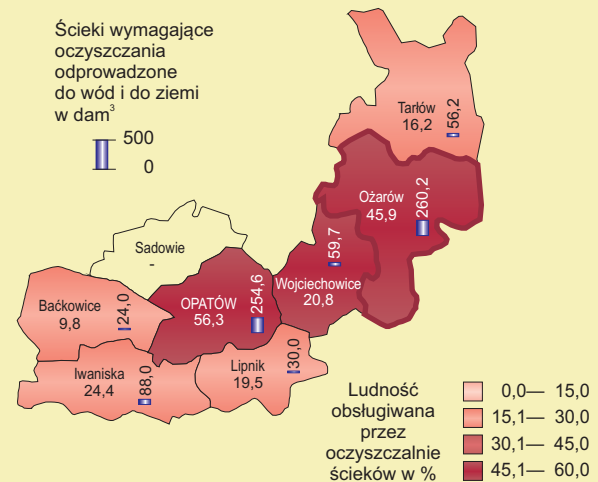 Ścieki wymagające
oczyszczania
odprowadzone
do wód i do ziemi
w dam³
500
0
Tarłów
16,2
56,2
Ożarów
45,9
260,2
Sadowie
-
59,7
Wojciechowice
20,8
Baćkowice
9,8
24,0
OPATÓW
56,3
254,6
Iwaniska
24,4
88,0
Lipnik
19,5
30,0
Ludność
obsługiwana
przez
oczyszczalnie
ścieków w %
0,0— 15,0
15,1— 30,0
30,1— 45,0
45,1— 60,0